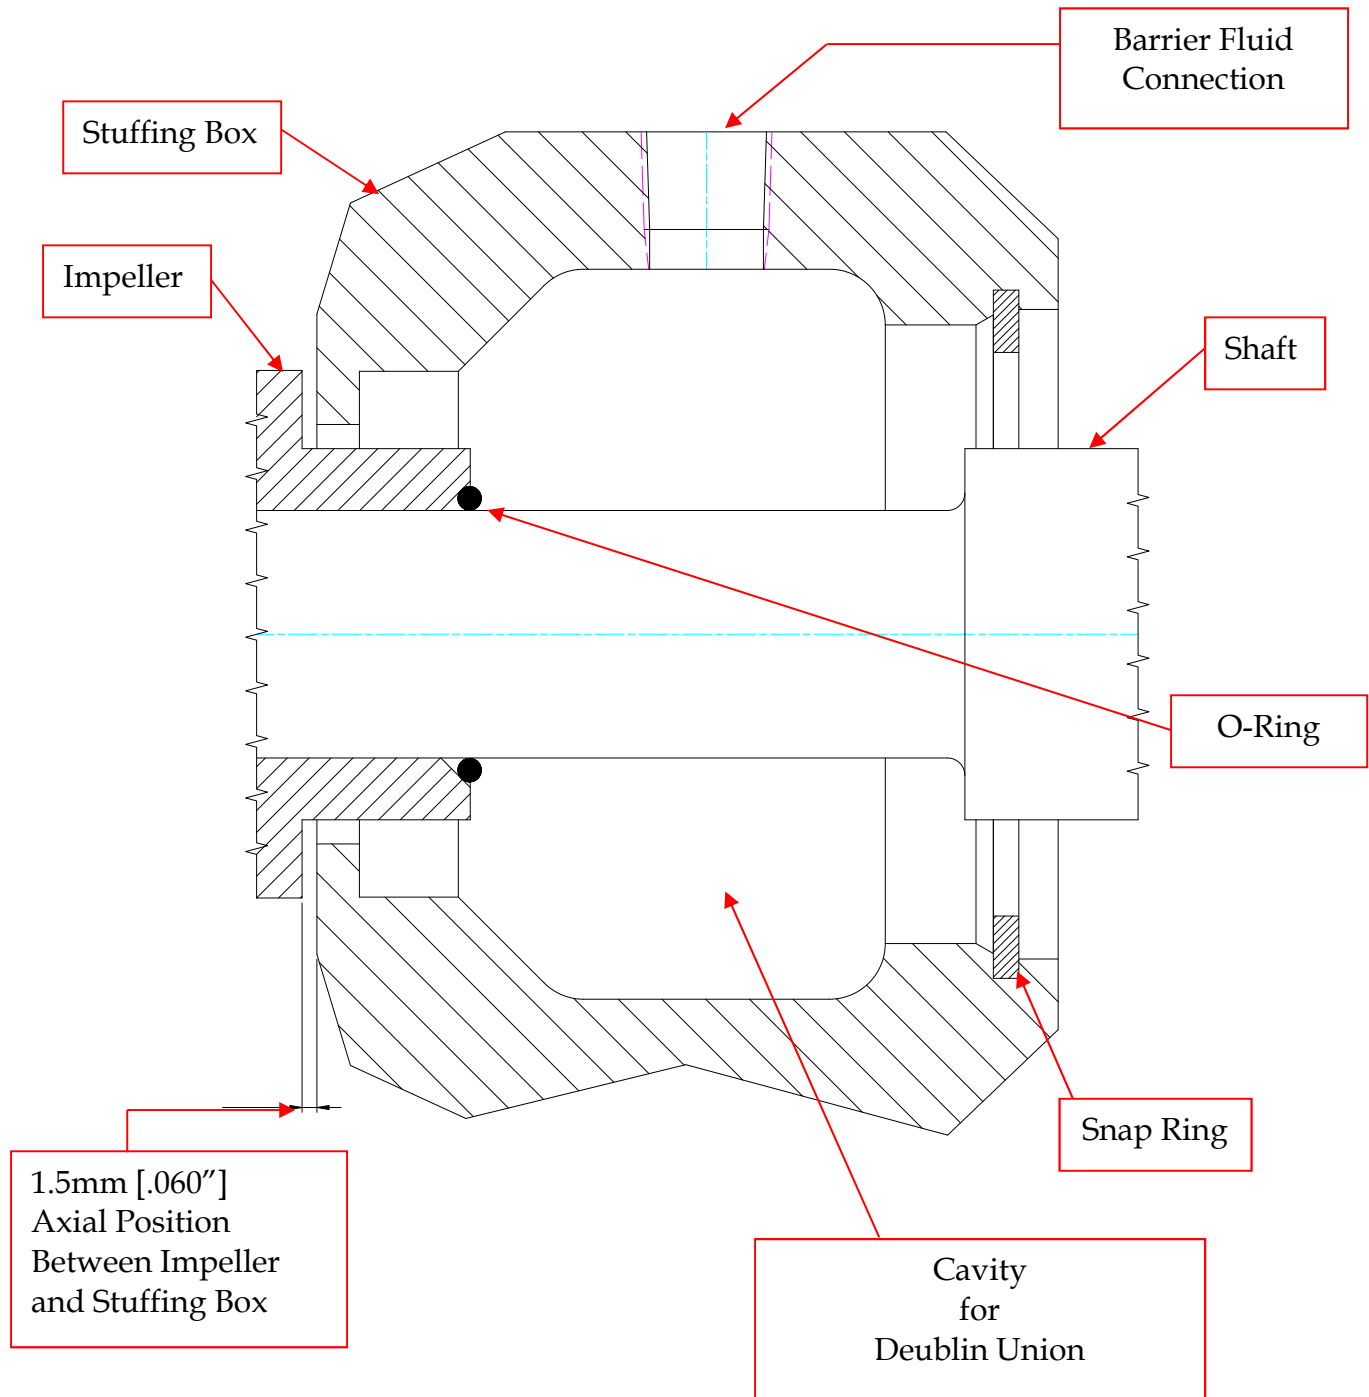 Barrier Fluid
Connection
Stuffing Box
Impeller
Shaft
O-Ring
Snap Ring
1.5mm [.060”]
Axial Position
Between Impeller
and Stuffing Box
Cavity
for
Deublin Union